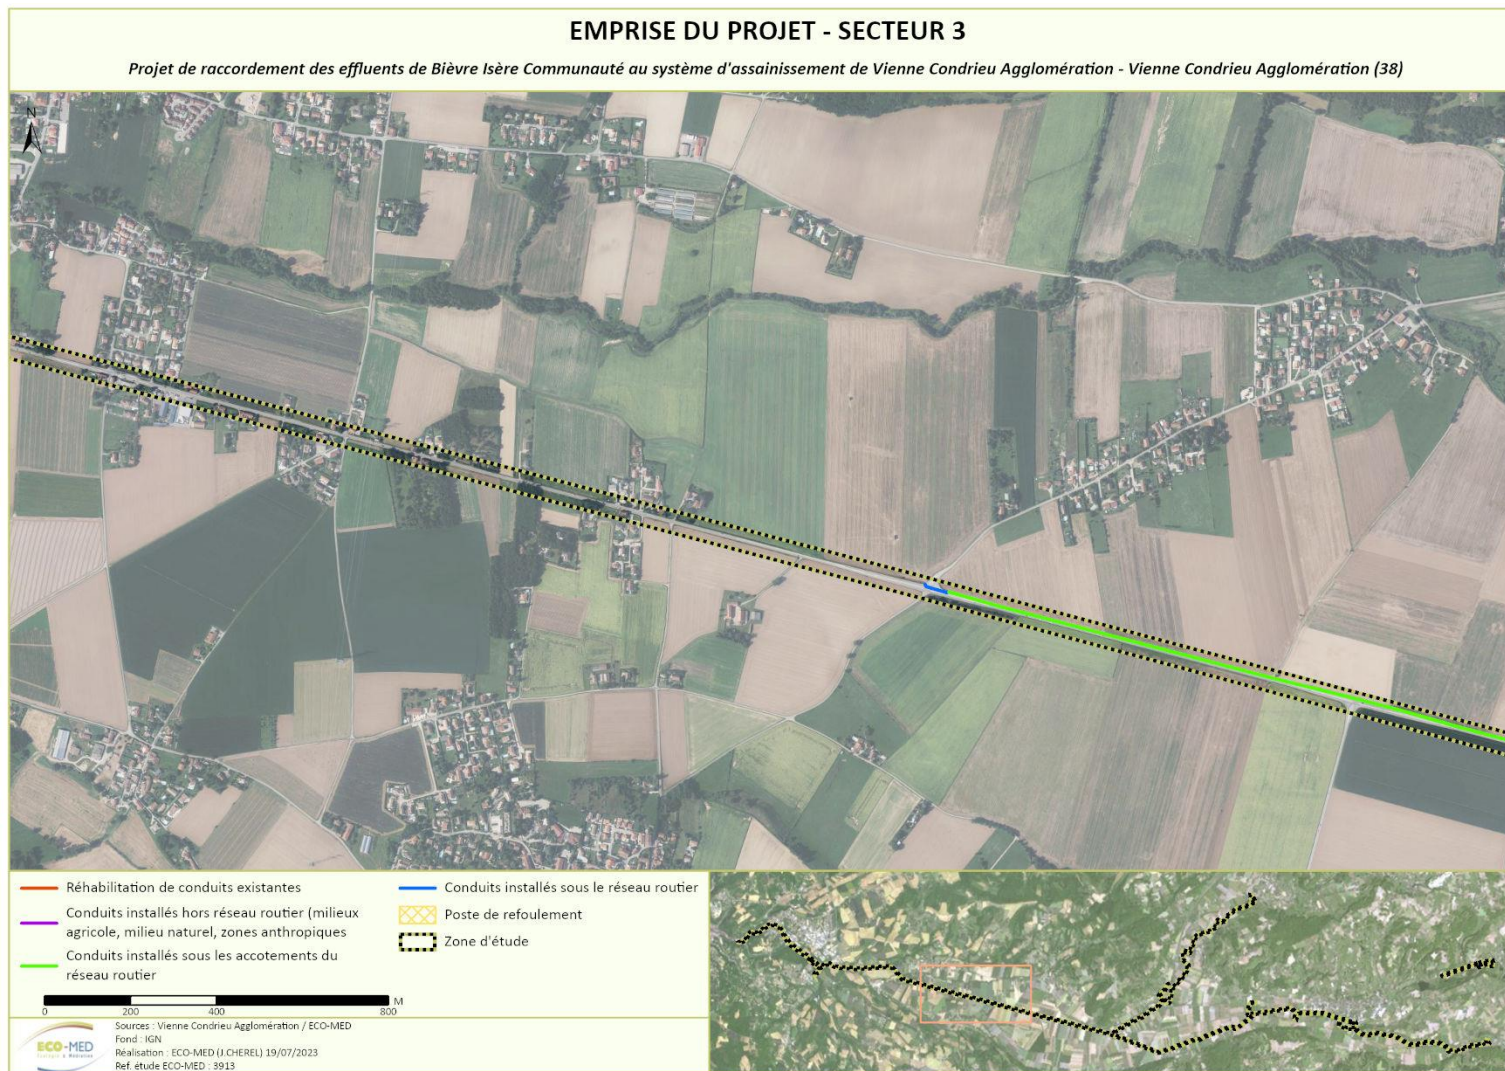 EMPRISE DU PROJET - SECTEUR 3
Projet de raccordement des effluents de Bièvre Isère Communauté au système d'assainissement de Vienne Condrieu Agglomération - Vienne Condrieu Agglomération (38)
N
Réhabilitation de conduits existantes
Conduits installés hors réseau routier (milieux
agricole, milieu naturel, zones anthropiques
Conduits installés sous les accotements du
réseau routier
Conduits installés sous le réseau routier
Poste de refoulement
Zone d'étude
M
0 200 400 800
ECO-MED
Ecologie & Médiation
Sources : Vienne Condrieu Agglomération / ECO-MED
Fond : IGN
Réalisation : ECO-MED (J.CHEREL) 19/07/2023
Ref. étude ECO-MED : 3913